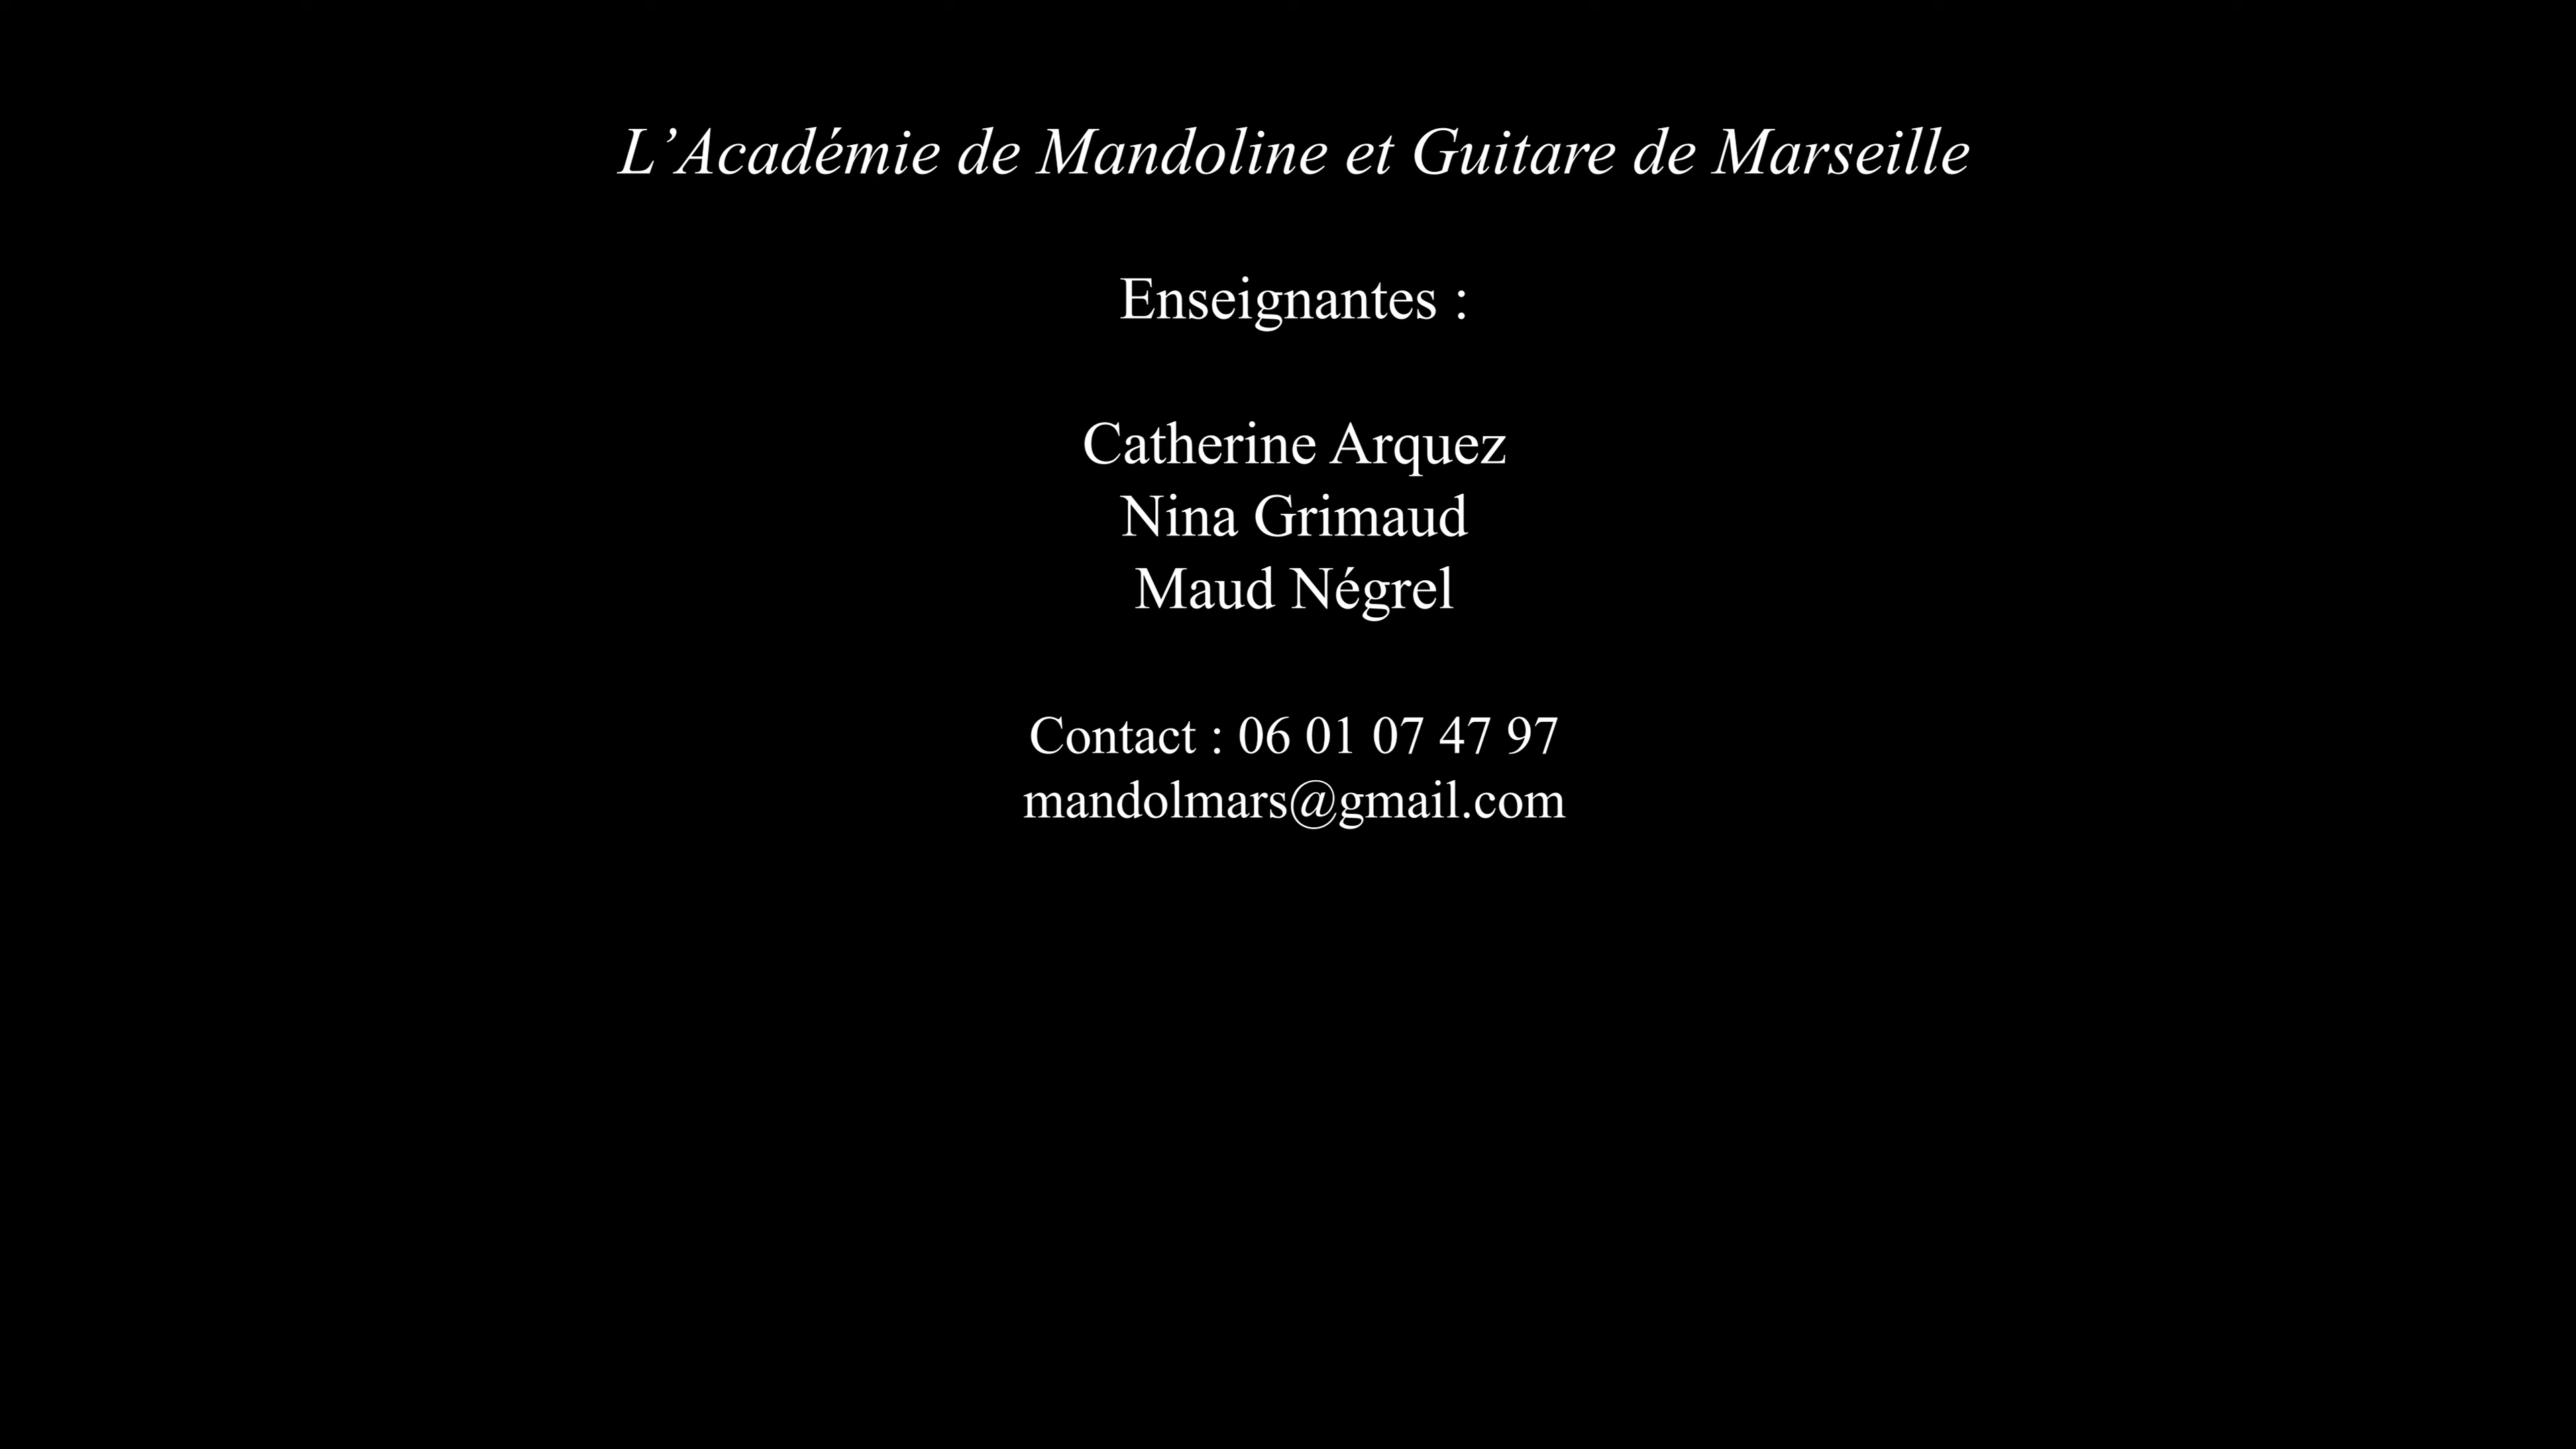 L’Académie de Mandoline et Guitare de Marseille
Enseignantes :
Catherine Arquez
Nina Grimaud
Maud Négrel
Contact : 06 01 07 47 97
mandolmars@gmail.com